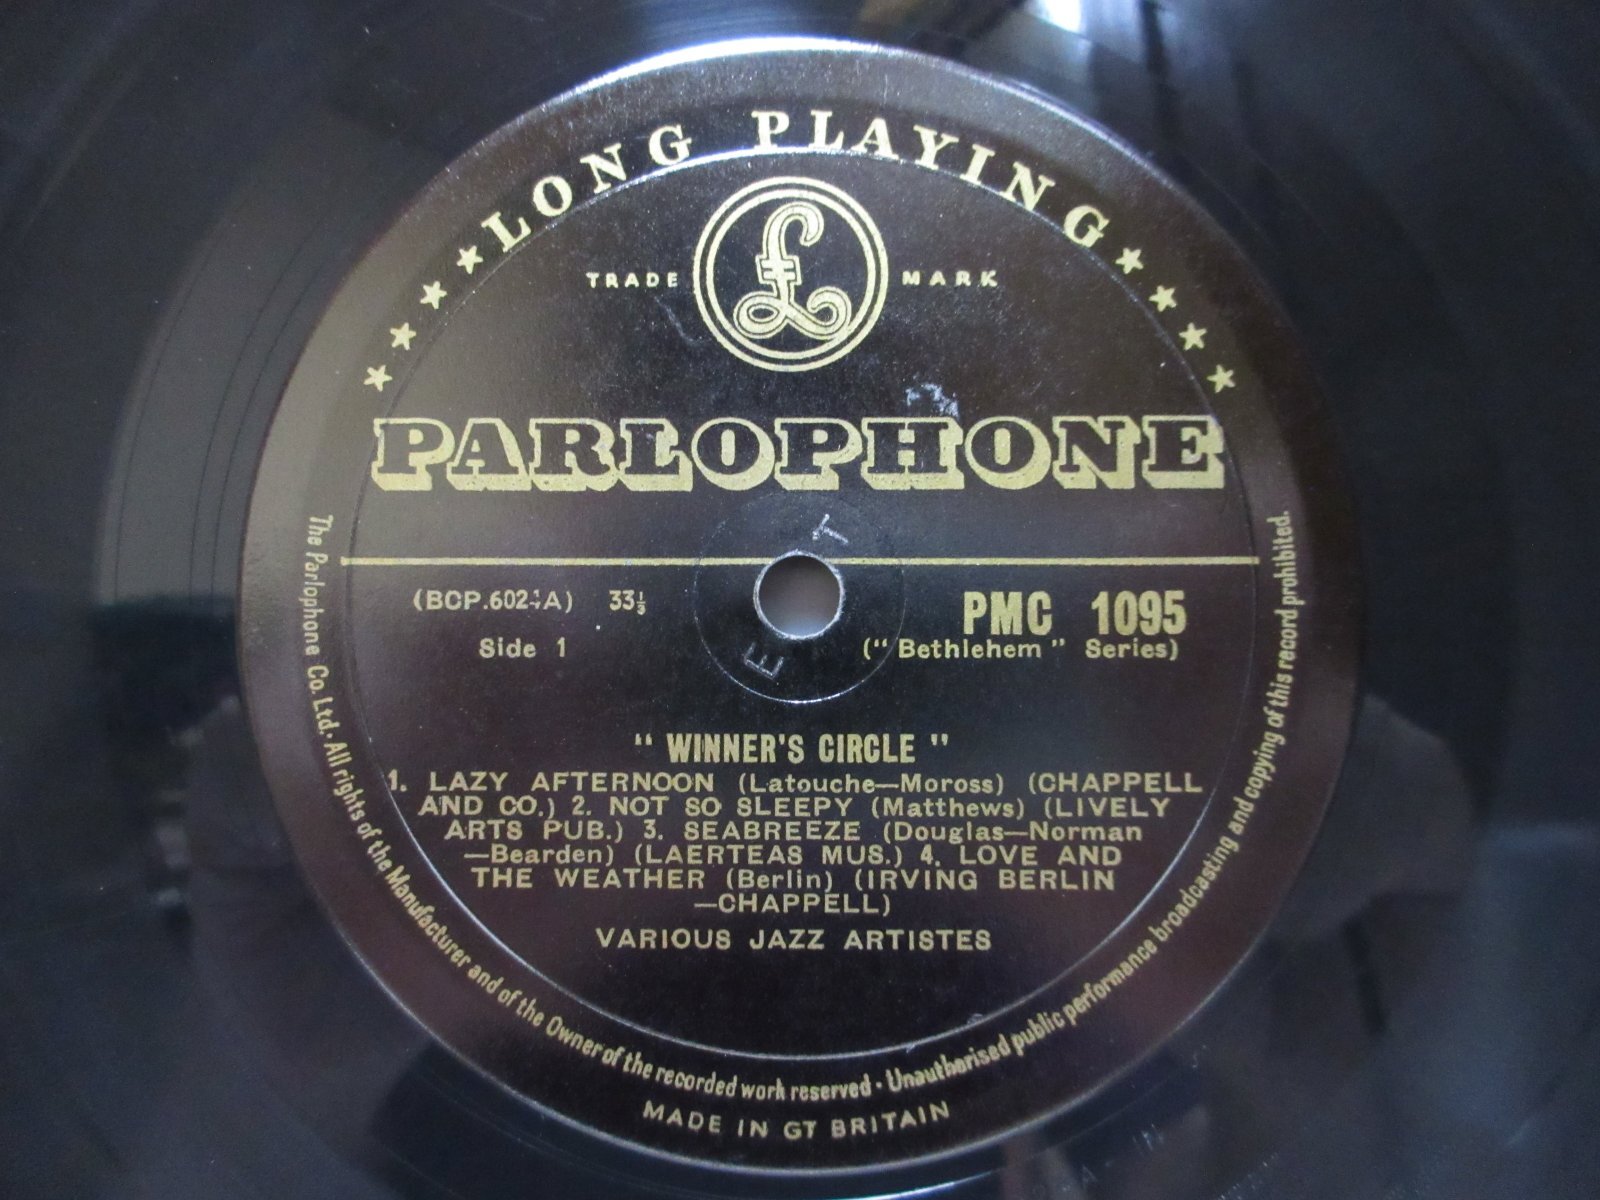 ★ ★ ★ ★ LONG PLAYING ★ ★ ★ ★
£
TRADE MARK
PARLOPHONE
T
33⅓
PMC 1095
Side 1
("Bethlehem" Series)
E
"WINNER'S CIRCLE"
1. LAZY AFTERNOON (Latouche—Moross) (CHAPPELL
AND CO.) 2. NOT SO SLEEPY (Matthews) (LIVELY
ARTS PUB.) 3. SEABREEZE (Douglas—Norman
—Bearden) (LAERTEAS MUS.) 4. LOVE AND
THE WEATHER (Berlin) (IRVING BERLIN
—CHAPPELL)
VARIOUS JAZZ ARTISTES
The Parlophone Co. Ltd. All rights of the Manufacturer and of the Owner of the recorded work reserved · Unauthorised public performance broadcasting and copying of this record prohibited.
MADE IN GT BRITAIN